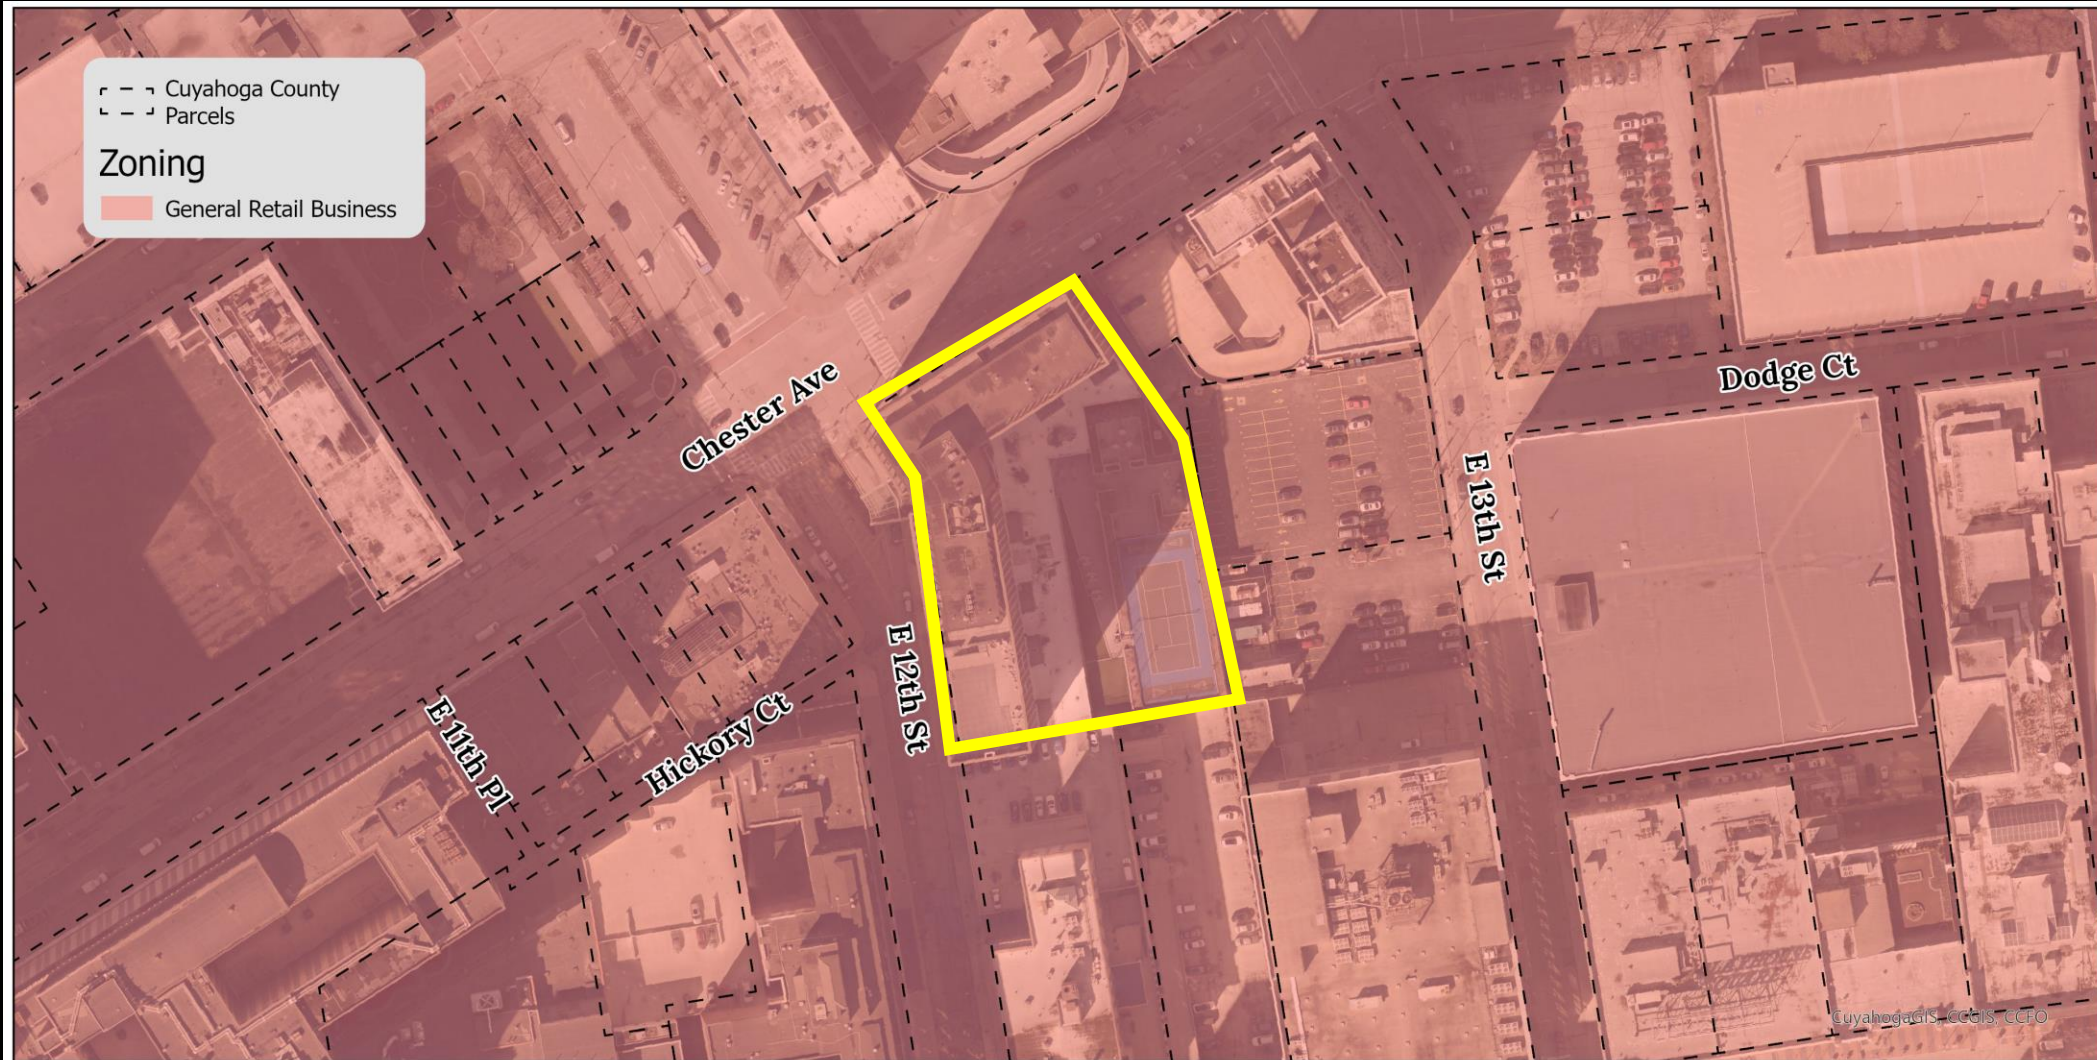 Cuyahoga County
Parcels
Zoning
General Retail Business
Chester Ave
Dodge Ct
E 13th St
E 12th St
E 11th Pl
Hickory Ct
CuyahogaGIS, CCGIS, CCFO